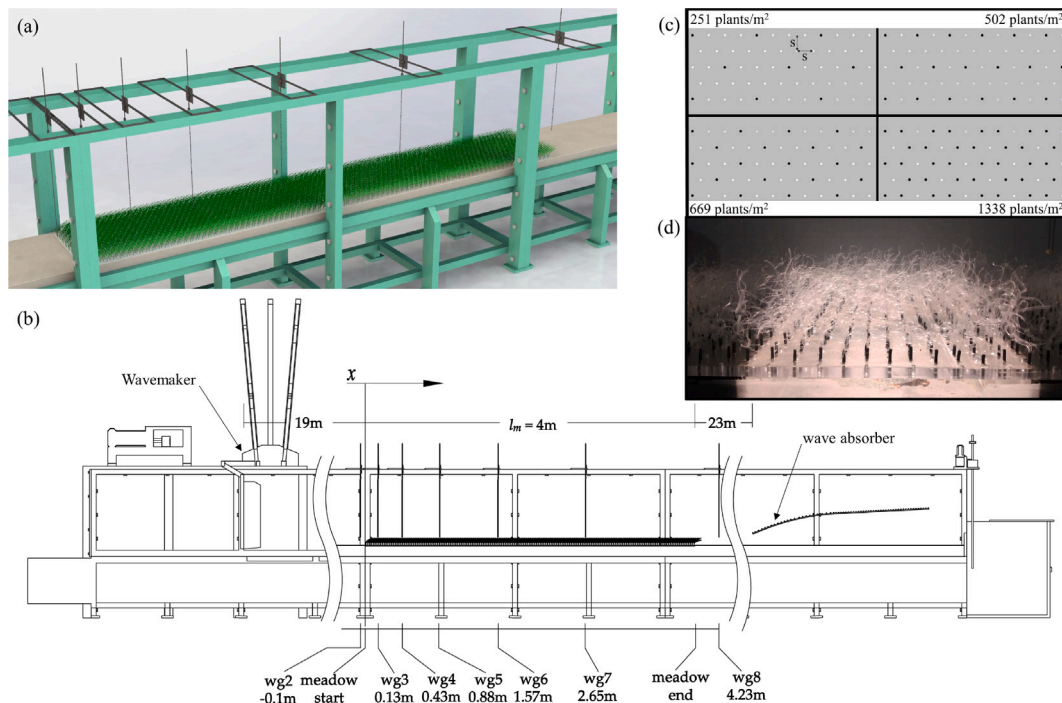 (a)
(c)
251 plants/m²
502 plants/m²
s
s
669 plants/m²
1338 plants/m²
(d)
(b)
Wavemaker
x
19m
lₘ = 4m
23m
wave absorber
wg2 meadow start wg3 wg4 wg5 wg6 wg7 meadow end wg8
-0.1m 0.13m 0.43m 0.88m 1.57m 2.65m 4.23m